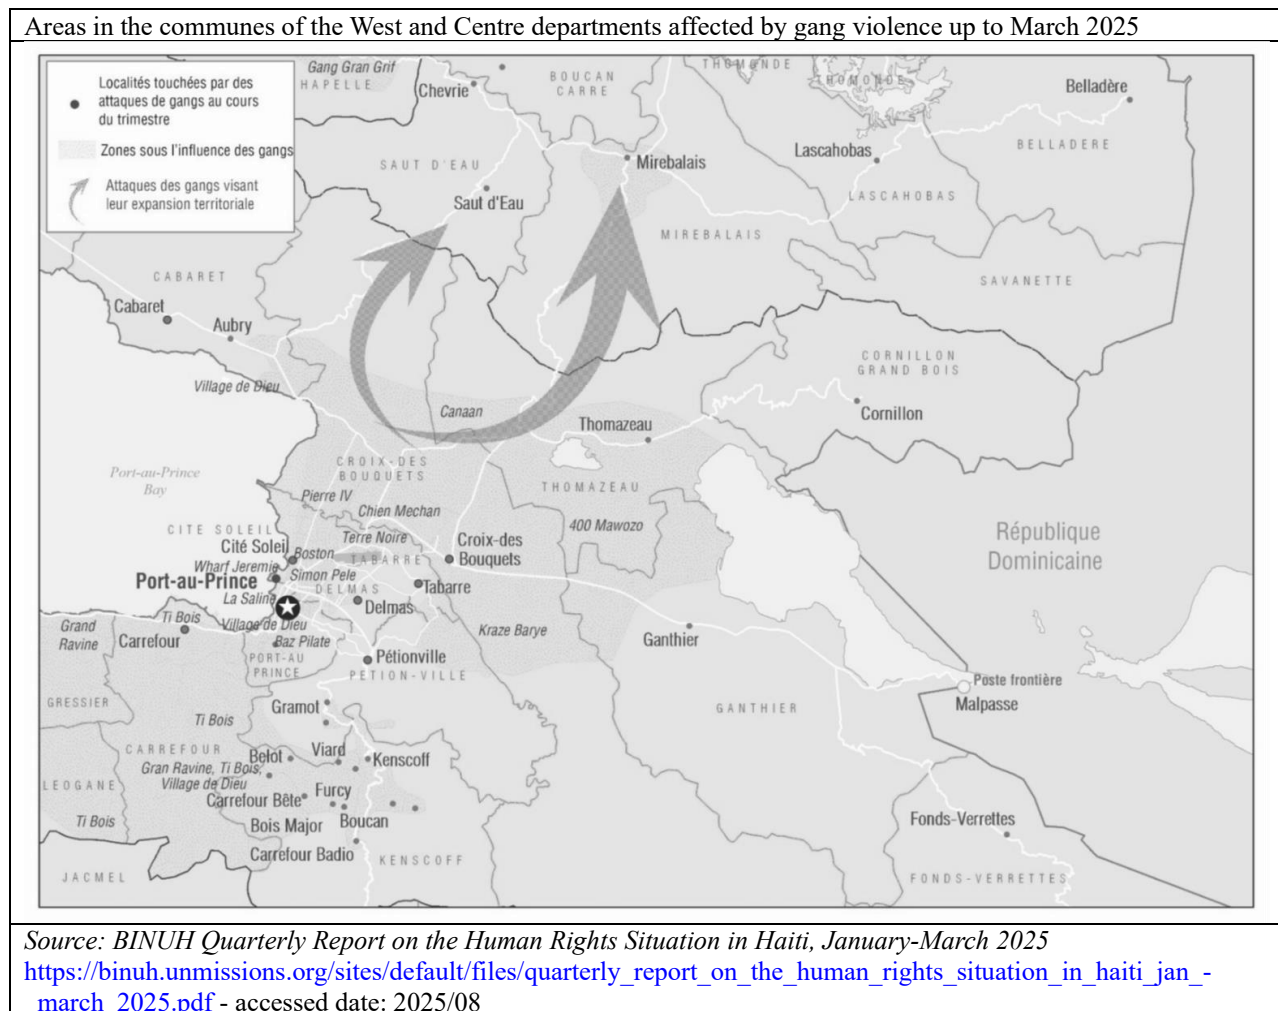 Areas in the communes of the West and Centre departments affected by gang violence up to March 2025
Localités touchées par des
attaques de gangs au cours
du trimestre
Zones sous l'influence des gangs
Attaques des gangs visant
leur expansion territoriale
Gang Gran Grif
HAPELLE
Chevrie
BOUCAN
CARRE
THOMONDE
THOMONDE
Belladère
BELLADERE
SAUT D'EAU
Mirebalais
Lascahobas
Saut d'Eau
LASCAHOBAS
MIREBALAIS
SAVANETTE
CABARET
Cabaret
Aubry
Village de Dieu
Canaan
CORNILLON
GRAND BOIS
Cornillon
Thomazeau
CROIX-DES
BOUQUETS
THOMAZEAU
Port-au-Prince
Bay
Pierre IV
Chien Mechan
400 Mawozo
CITE SOLEIL
Terre Noire
Cité Soleil
Boston
TABARRE
Croix-des
Bouquets
République
Dominicaine
Wharf Jeremie
Simon Pele
Port-au-Prince
DELMAS
Tabarre
La Saline
Delmas
Ti Bois
Village de Dieu
Grand
Ravine
Carrefour
Baz Pilate
Kraze Barye
Ganthier
PORT-AU
PRINCE
Pétionville
PETION-VILLE
Poste frontière
Malpasse
GRESSIER
Gramot
GANTHIER
Ti Bois
CARREFOUR
Viard
Belot
Kenscoff
Gran Ravine, Ti Bois,
Village de Dieu
LEOGANE
Furcy
Carrefour Bête
Ti Bois
Bois Major
Boucan
Fonds-Verrettes
Carrefour Badio
KENSCOFF
JACMEL
FONDS-VERRETTES
Source: BINUH Quarterly Report on the Human Rights Situation in Haiti, January-March 2025
https://binuh.unmissions.org/sites/default/files/quarterly_report_on_the_human_rights_situation_in_haiti_jan_-
_march_2025.pdf - accessed date: 2025/08